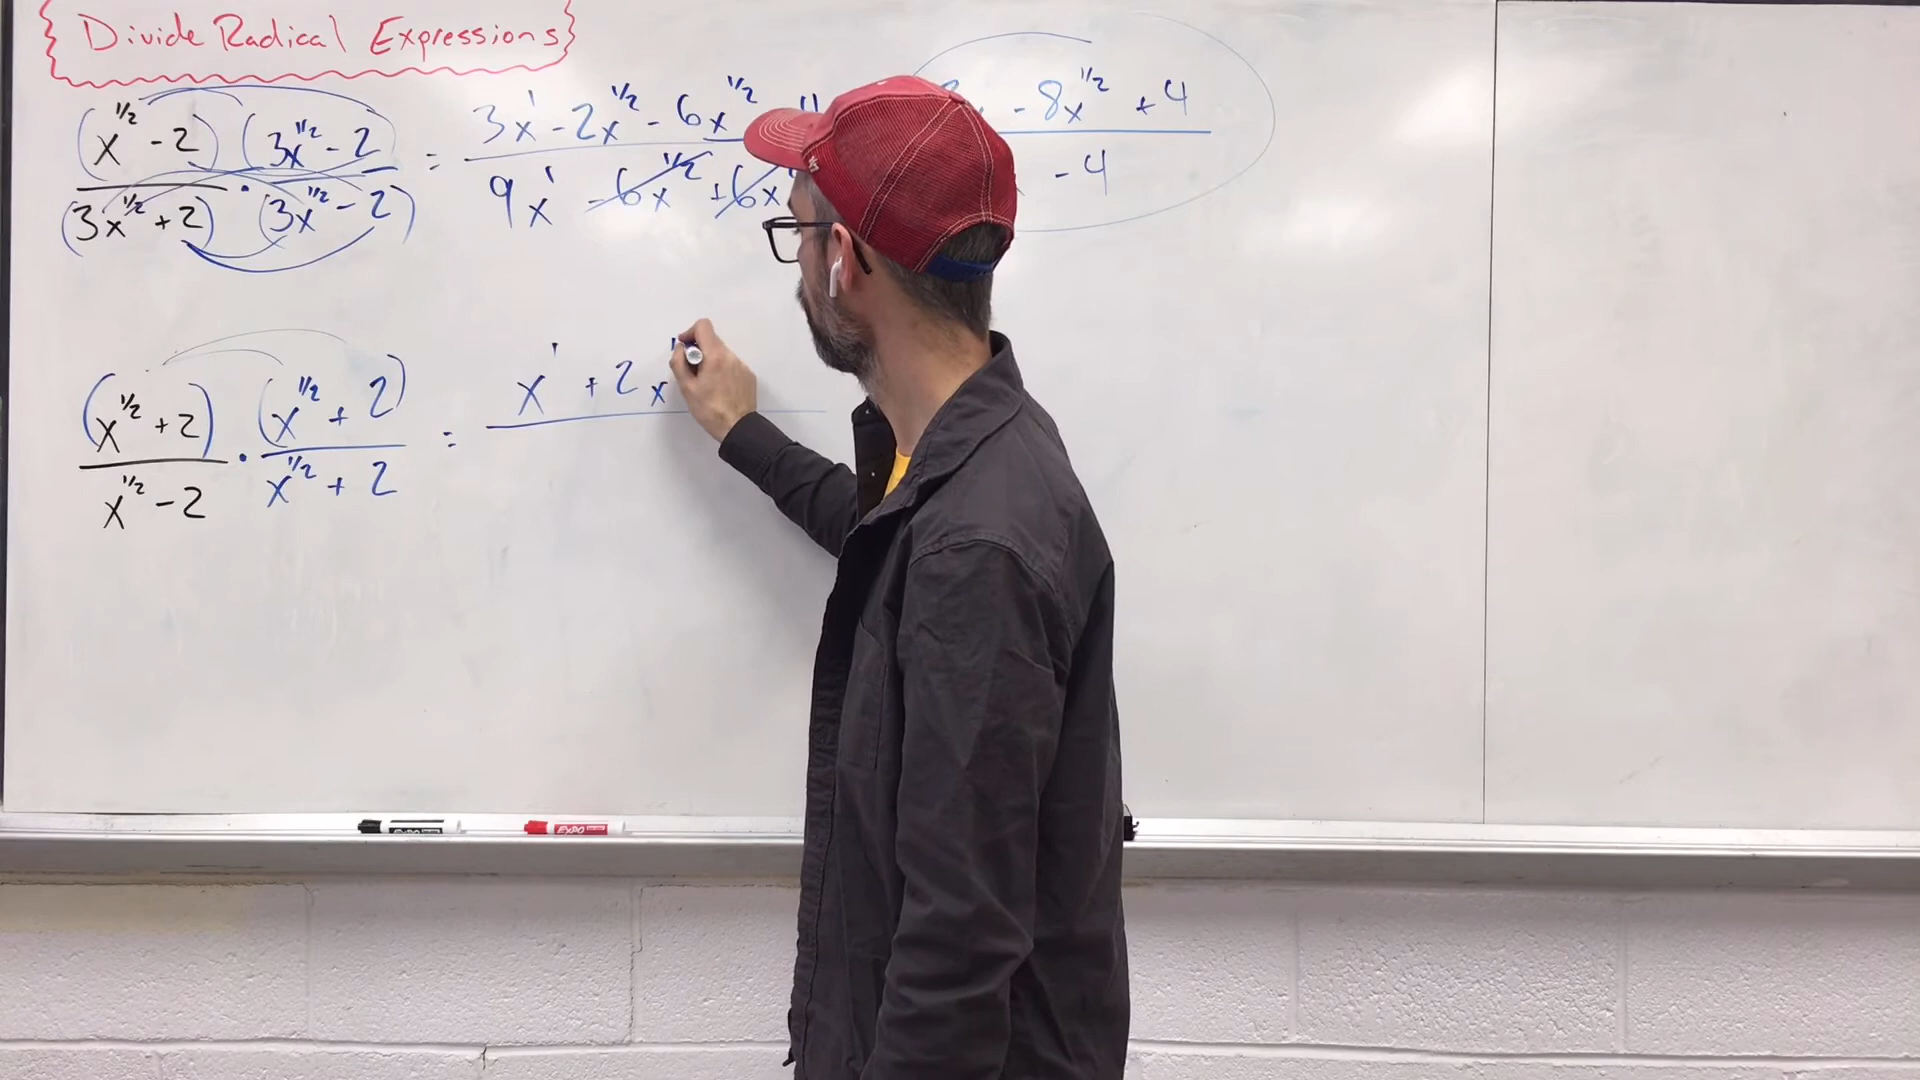 Divide Radical Expressions
(x^1/2 - 2) (3x^1/2 - 2) / (3x^1/2 + 2) · (3x^1/2 - 2) = 3x^1 - 2x^1/2 - 6x^1/2 / 9x^1 - 6x^1/2 + 6x - 8x^1/2 + 4 / - 4
(x^1/2 + 2) / x^1/2 - 2 · (x^1/2 + 2) / x^1/2 + 2 = x^1 + 2x
EXPO EXPO